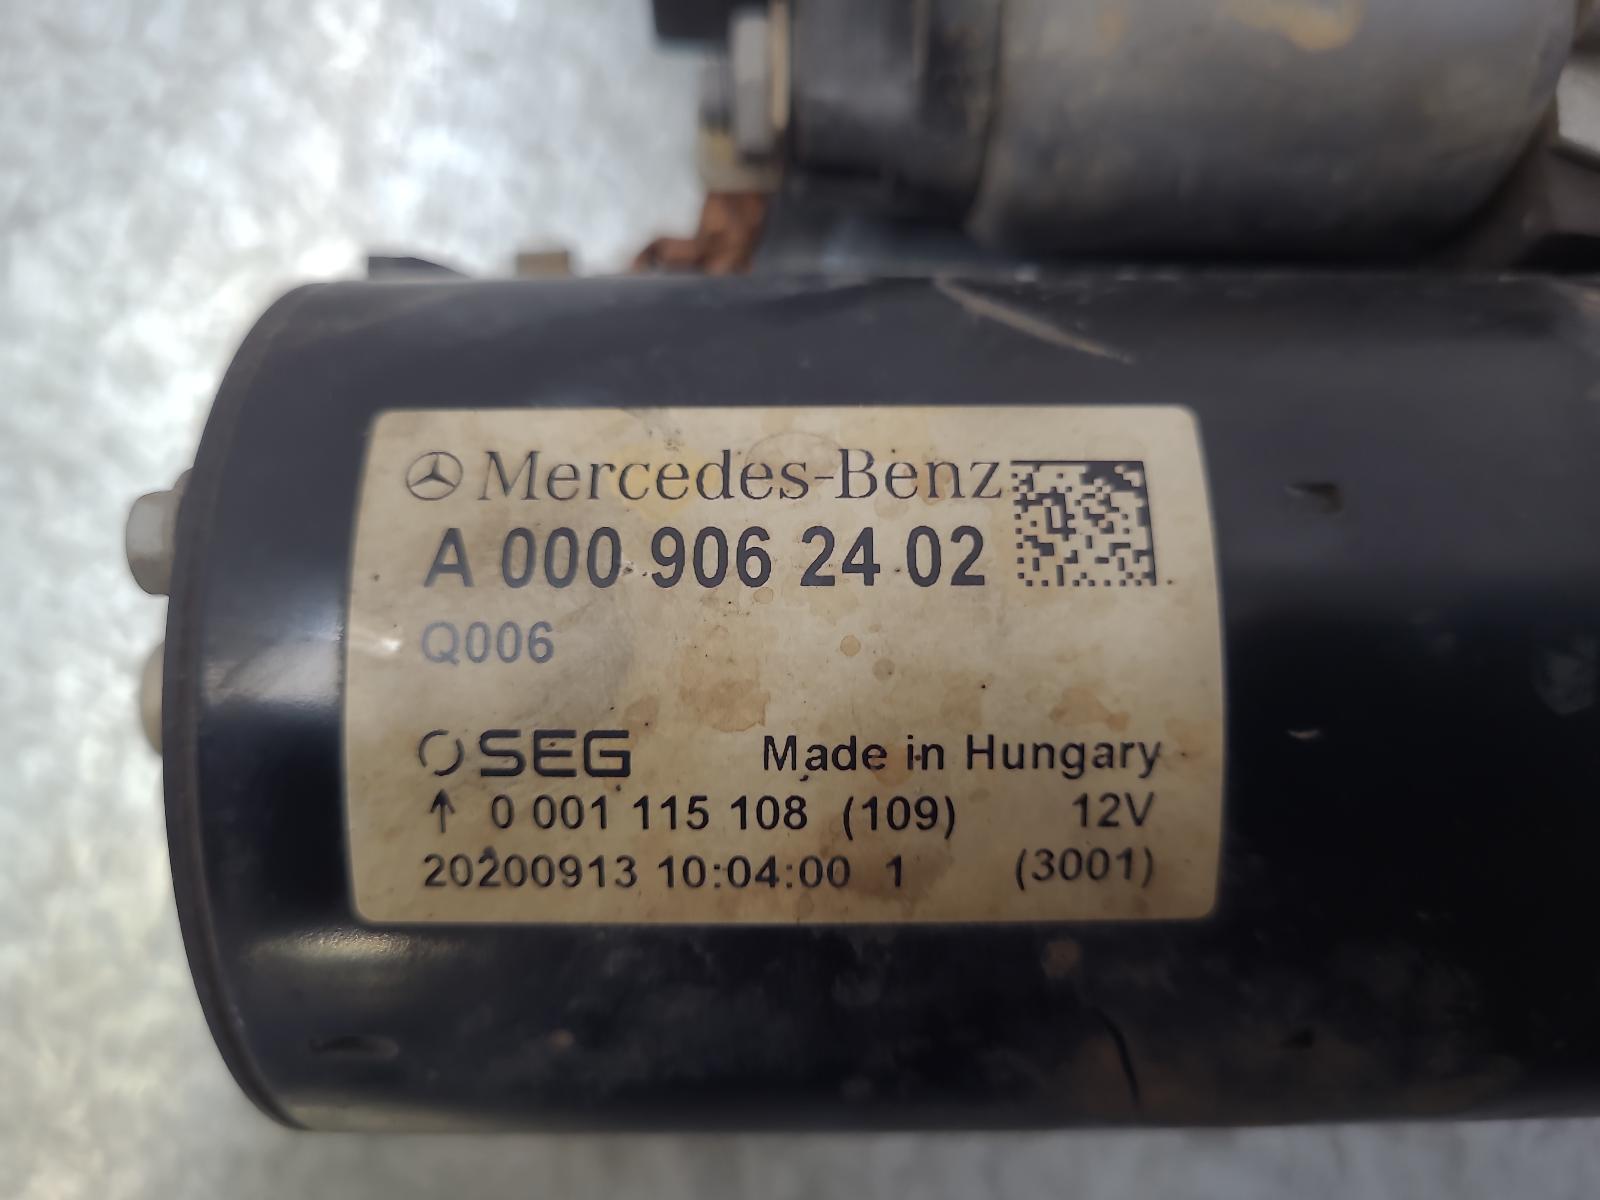 Mercedes-Benz
A 000 906 24 02
Q006
SEG Made in Hungary
↑ 0 001 115 108 (109) 12V
20200913 10:04:00 1 (3001)